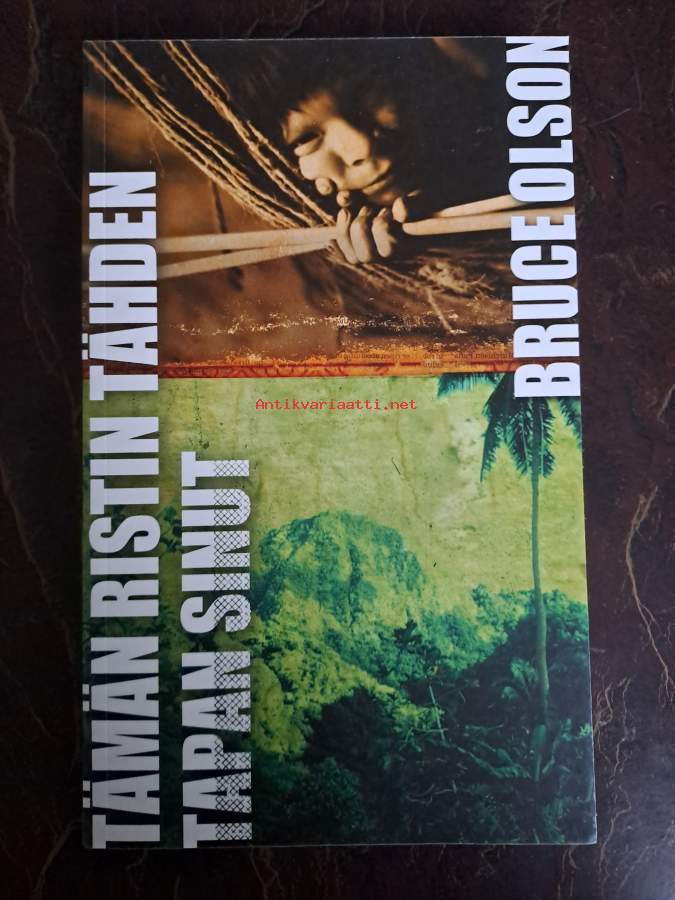 TÄMÄN RISTIN TÄHDEN
TAPAN SINUT
BRUCE OLSON
Antikvariaatti.net